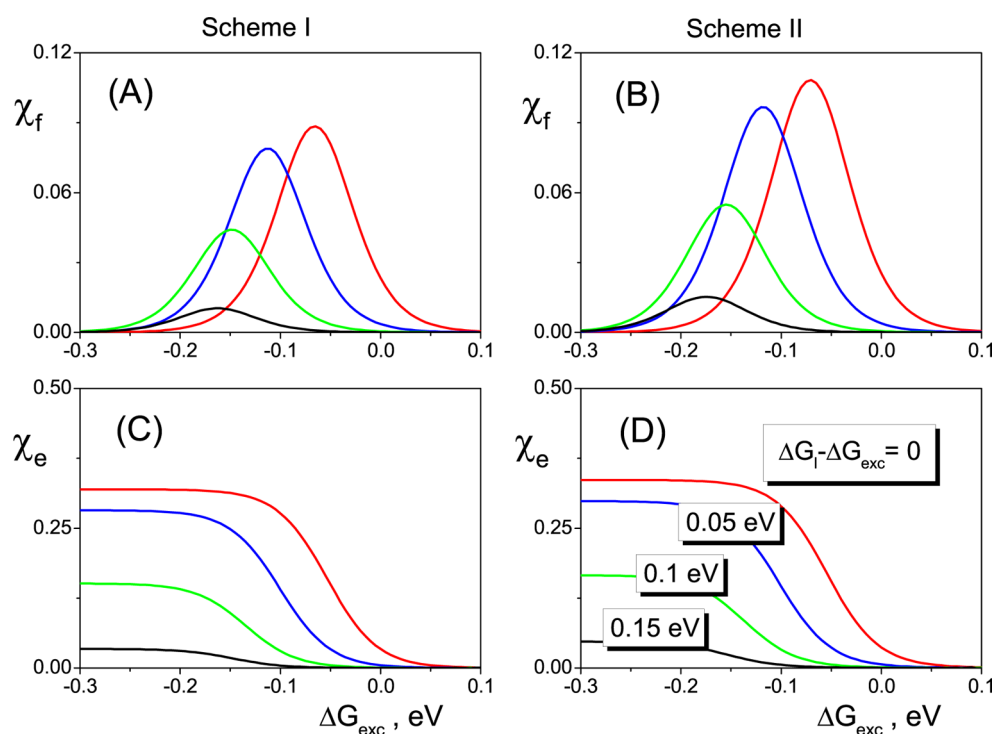 Scheme I
Scheme II
0.12
0.06
0.00
χf
(A)
-0.3 -0.2 -0.1 0.0 0.1
0.12
0.06
0.00
χf
(B)
-0.3 -0.2 -0.1 0.0 0.1
0.50
0.25
0.00
χe
(C)
-0.3 -0.2 -0.1 0.0 0.1
ΔGexc , eV
0.50
0.25
0.00
χe
(D)
ΔGI-ΔGexc= 0
0.05 eV
0.1 eV
0.15 eV
-0.3 -0.2 -0.1 0.0 0.1
ΔGexc , eV